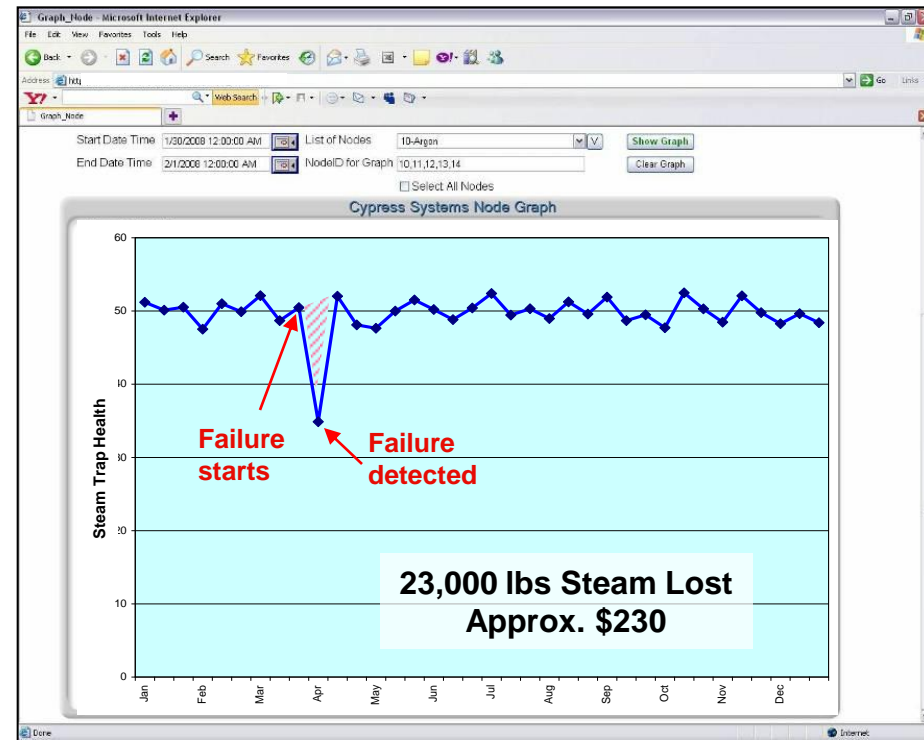 Graph_Node - Microsoft Internet Explorer
File Edit View Favorites Tools Help
Back Search Favorites
Address http
Y! Web Search
Go Links
Graph_Node
Start Date Time 1/30/2008 12:00:00 AM List of Nodes 10-Argon V Show Graph
End Date Time 2/1/2008 12:00:00 AM NodeID for Graph 10,11,12,13,14 Clear Graph
Select All Nodes
Cypress Systems Node Graph
60
50
40
30
20
10
0
Steam Trap Health
Failure
starts
Failure
detected
23,000 lbs Steam Lost
Approx. $230
Jan Feb Mar Apr May Jun Jul Aug Sep Oct Nov Dec
Done Internet